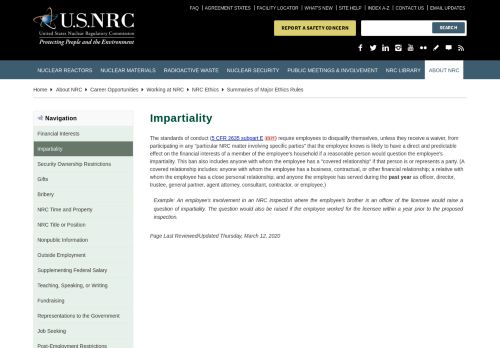 FAQ | AGREEMENT STATES | FACILITY LOCATOR | WHAT'S NEW | SITE HELP | INDEX A-Z | CONTACT US | EMAIL UPDATES
U.S.NRC
United States Nuclear Regulatory Commission
Protecting People and the Environment
REPORT A SAFETY CONCERN
SEARCH
NUCLEAR REACTORS NUCLEAR MATERIALS RADIOACTIVE WASTE NUCLEAR SECURITY PUBLIC MEETINGS & INVOLVEMENT NRC LIBRARY ABOUT NRC
Home About NRC Career Opportunities Working at NRC NRC Ethics Summaries of Major Ethics Rules
Navigation
Financial Interests
Impartiality
Security Ownership Restrictions
Gifts
Bribery
NRC Time and Property
NRC Title or Position
Nonpublic Information
Outside Employment
Supplementing Federal Salary
Teaching, Speaking, or Writing
Fundraising
Representations to the Government
Job Seeking
Post-Employment Restrictions
Impartiality
The standards of conduct (5 CFR 2635 subpart E EXIT) require employees to disqualify themselves, unless they receive a waiver, from
participating in any "particular NRC matter involving specific parties" that the employee knows is likely to have a direct and predictable
effect on the financial interests of a member of the employee's household if a reasonable person would question the employee's
impartiality. This ban also includes anyone with whom the employee has a "covered relationship" if that person is or represents a party. (A
covered relationship includes: anyone with whom the employee has a business, contractual, or other financial relationship; a relative with
whom the employee has a close personal relationship; and anyone the employee has served during the past year as officer, director,
trustee, general partner, agent attorney, consultant, contractor, or employee.)
Example: An employee's involvement in an NRC inspection where the employee's brother is an officer of the licensee would raise a
question of impartiality. The question would also be raised if the employee worked for the licensee within a year prior to the proposed
inspection.
Page Last Reviewed/Updated Thursday, March 12, 2020